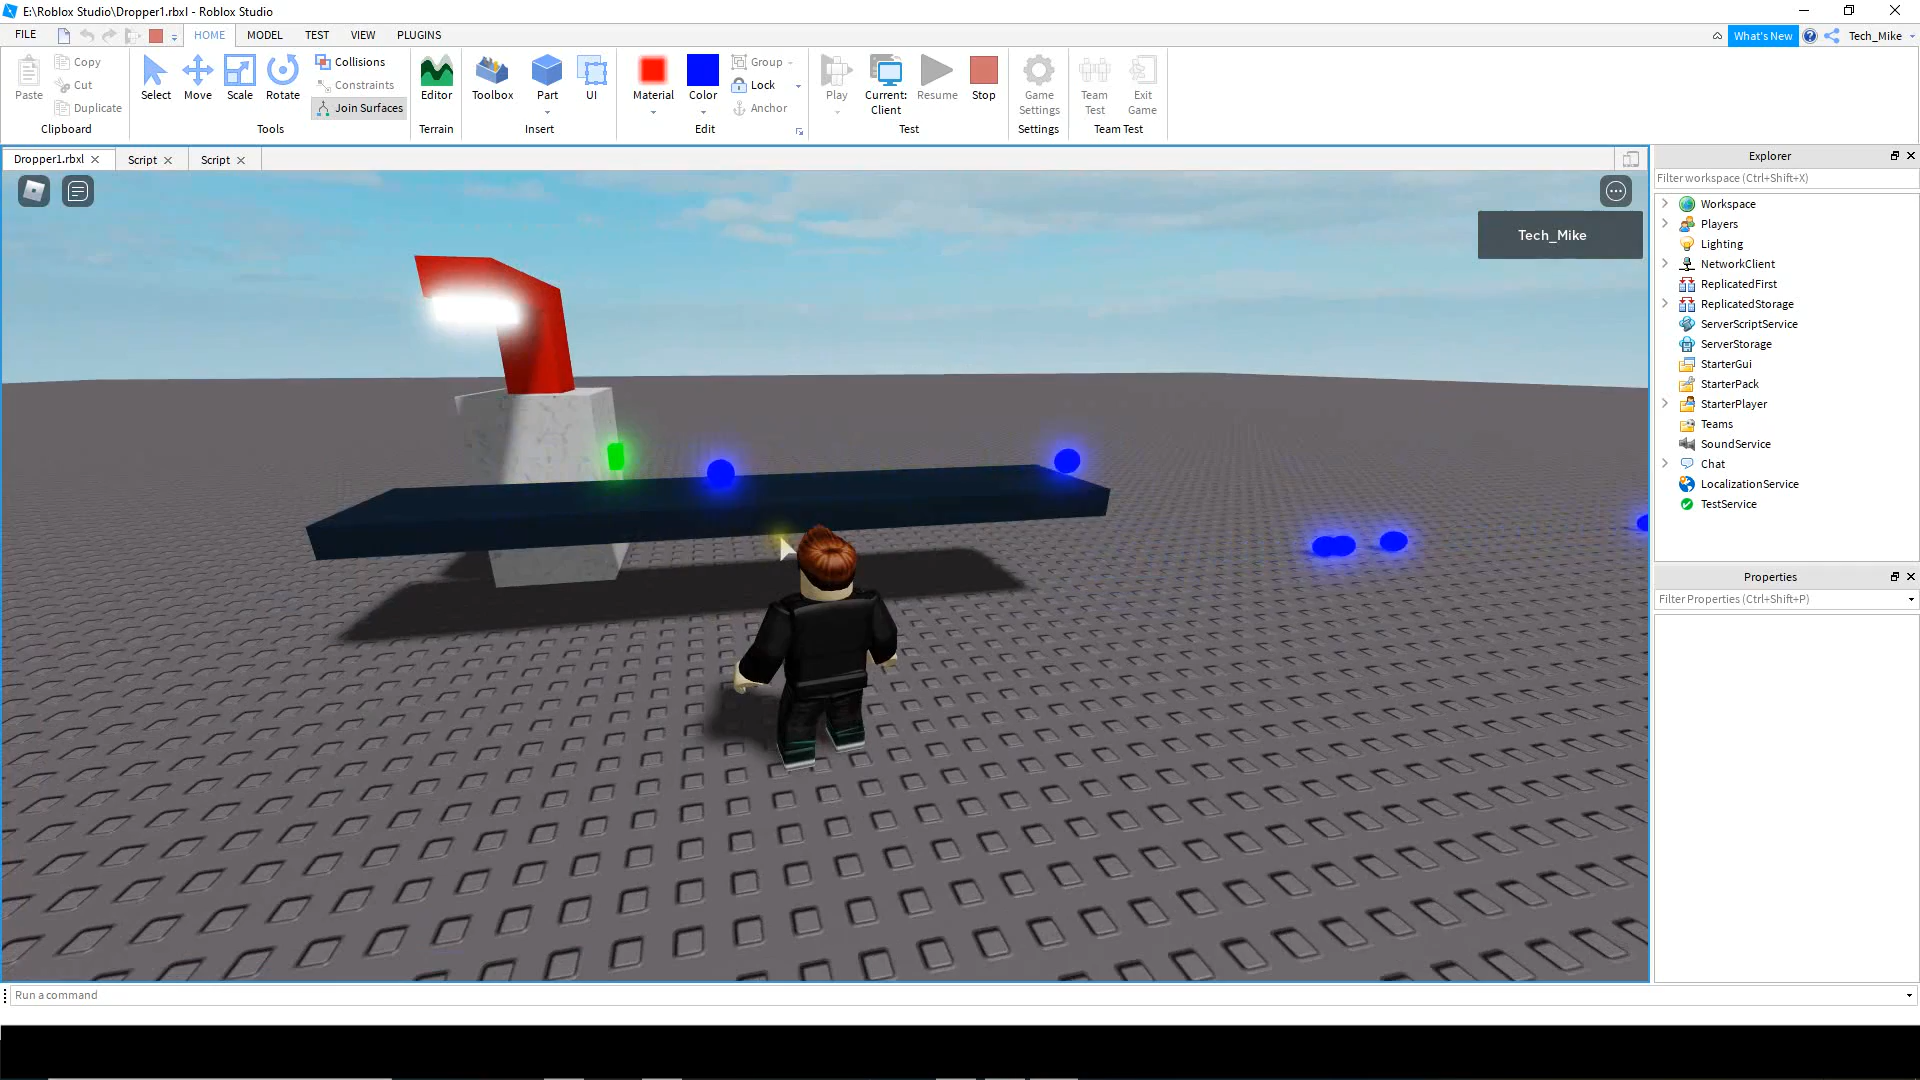 E:\Roblox Studio\Dropper1.rbxl - Roblox Studio
FILE HOME MODEL TEST VIEW PLUGINS What's New Tech_Mike
Paste
Copy
Cut
Duplicate
Clipboard
Select Move Scale Rotate
Collisions
Constraints
Join Surfaces
Tools
Editor
Terrain
Toolbox Part UI
Insert
Material Color
Group
Lock
Anchor
Edit
Play Current: Client Resume Stop
Test
Game Settings
Settings
Team Test Exit Game
Team Test
Dropper1.rbxl Script Script
Tech_Mike
Explorer
Filter workspace (Ctrl+Shift+X)
Workspace
Players
Lighting
NetworkClient
ReplicatedFirst
ReplicatedStorage
ServerScriptService
ServerStorage
StarterGui
StarterPack
StarterPlayer
Teams
SoundService
Chat
LocalizationService
TestService
Properties
Filter Properties (Ctrl+Shift+P)
Run a command